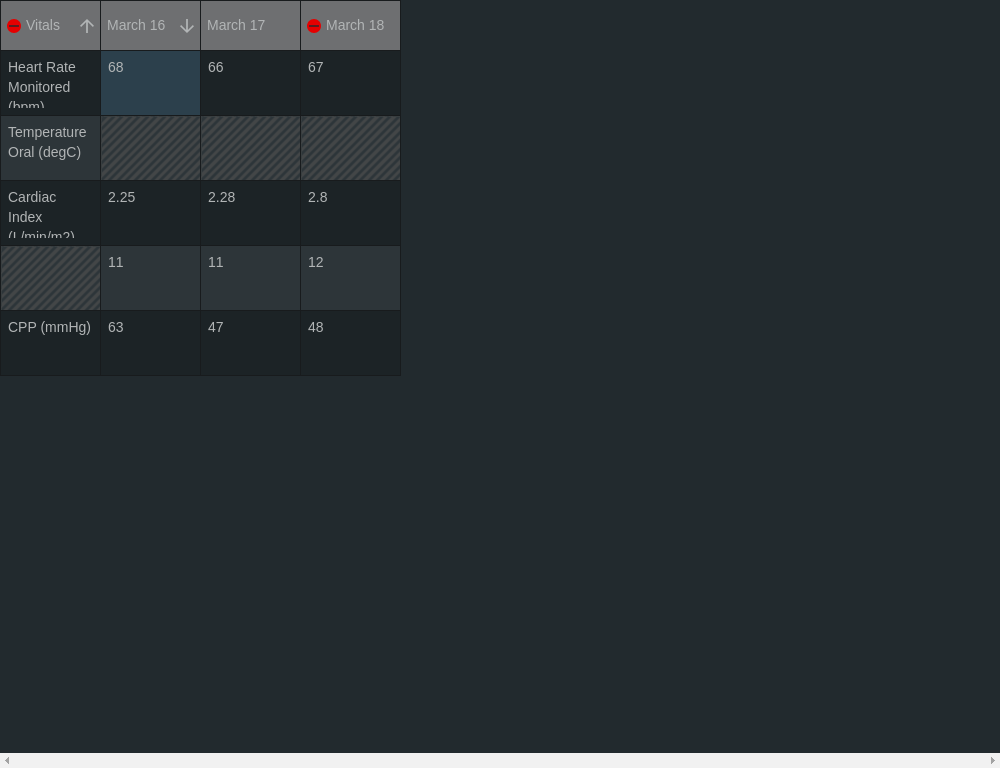 Vitals March 16 March 17 March 18
Heart Rate 68 66 67
Monitored
(bpm)
Temperature
Oral (degC)
Cardiac 2.25 2.28 2.8
Index
(L/min/m2)
11 11 12
CPP (mmHg) 63 47 48